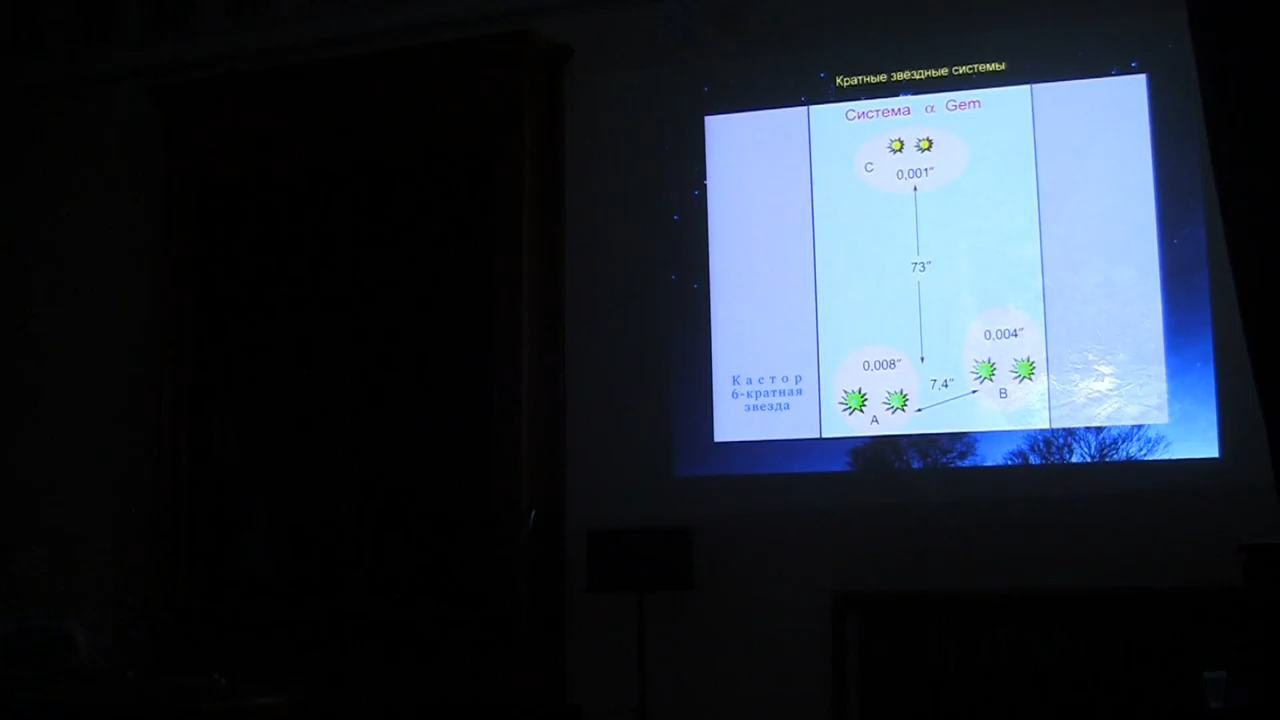 Кратные звёздные системы
Система α Gem
C
0,001″
73″
0,004″
0,008″
7,4″
B
A
Кастор
6-кратная
звезда